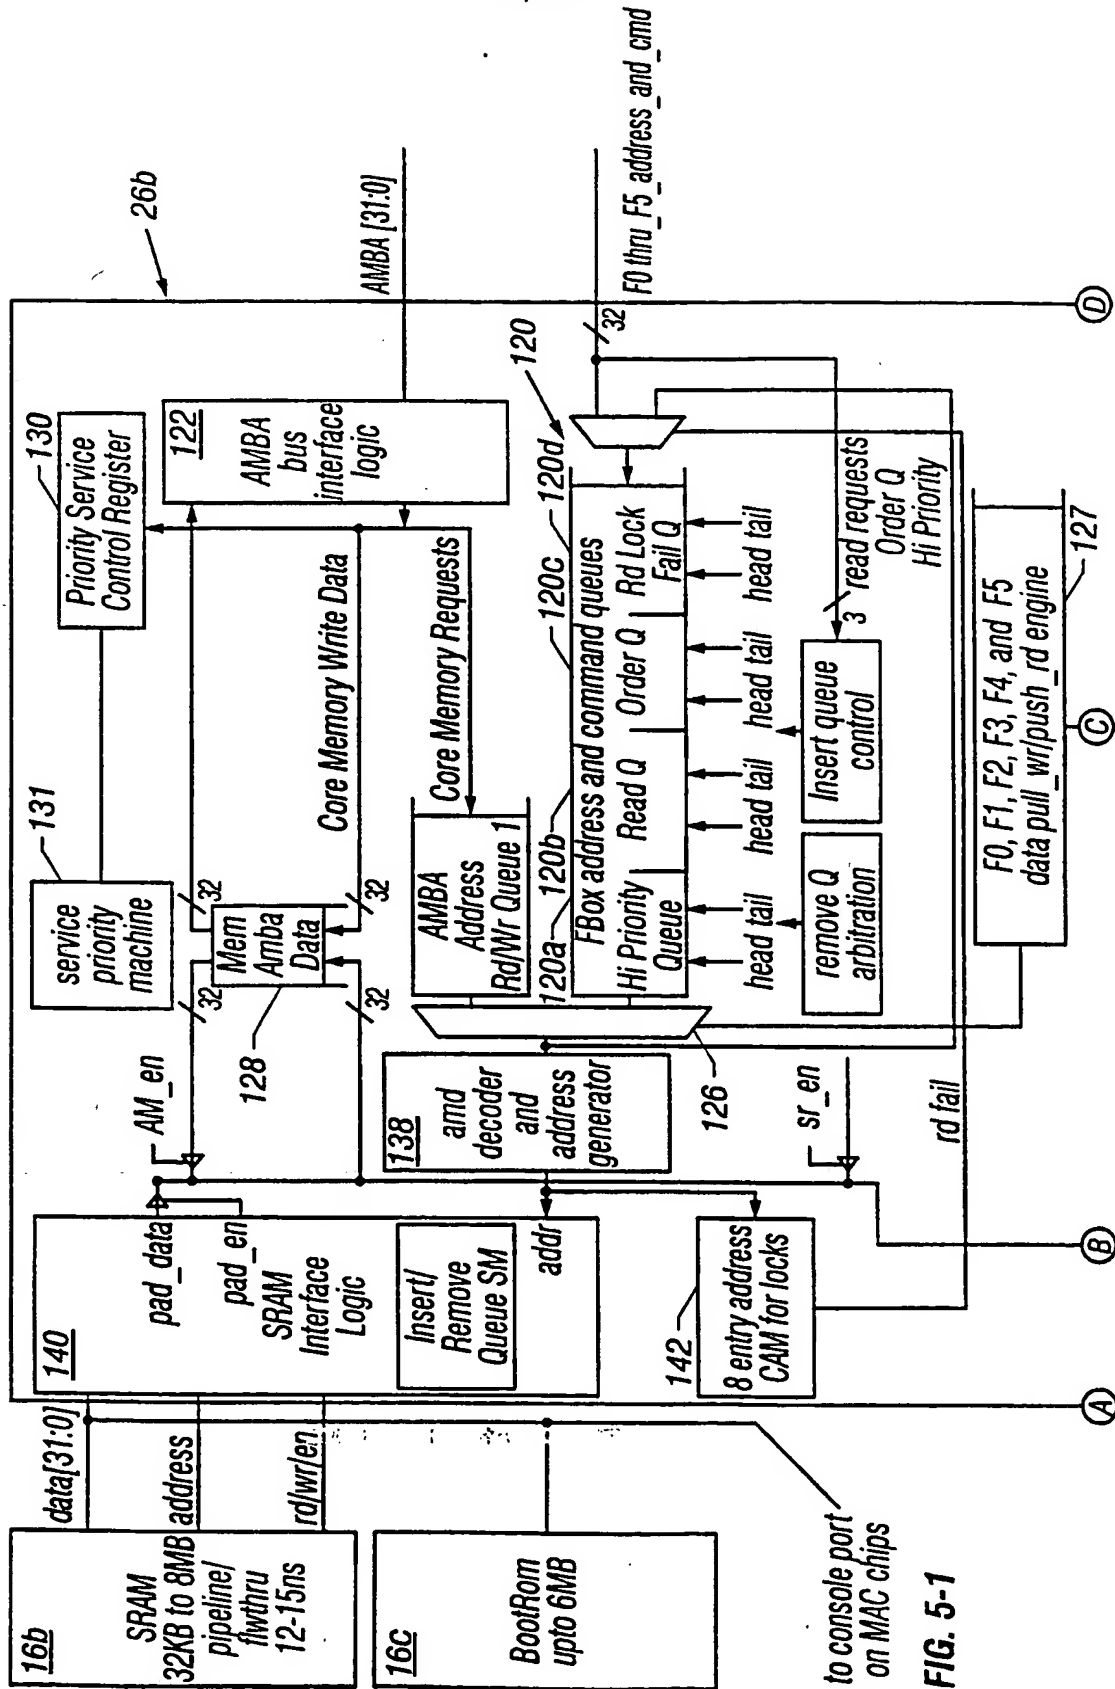 16b
SRAM
32KB to 8MB
pipeline/
flwthru
12-15ns
data[31:0]
address
rd/wr/en
16c
BootRom
upto 6MB
to console port
on MAC chips
FIG. 5-1
140
pad_data
pad_en
SRAM
Interface
Logic
Insert/
Remove
Queue SM
addr
142
8 entry address
CAM for locks
AM_en
138
amd
decoder
and
address
generator
126
sr_en
rd fail
131
service
priority
machine
32
32
Mem
Amba
Data
32
32
128
130
Priority Service
Control Register
Core Memory Write Data
Core Memory Requests
122
AMBA
bus
interface
logic
AMBA [31:0]
26b
AMBA
Address
Rd/Wr Queue 1
120a
120b
120c
120d
120
FBox address and command queues
Hi Priority
Queue
Read Q
Order Q
Rd Lock
Fail Q
head tail
head tail
head tail
head tail
remove Q
arbitration
Insert queue
control
32
F0 thru_F5_address_and_cmd
3
read requests
Order Q
Hi Priority
F0, F1, F2, F3, F4, and F5
data pull_wr/push_rd engine
127
A
B
C
D